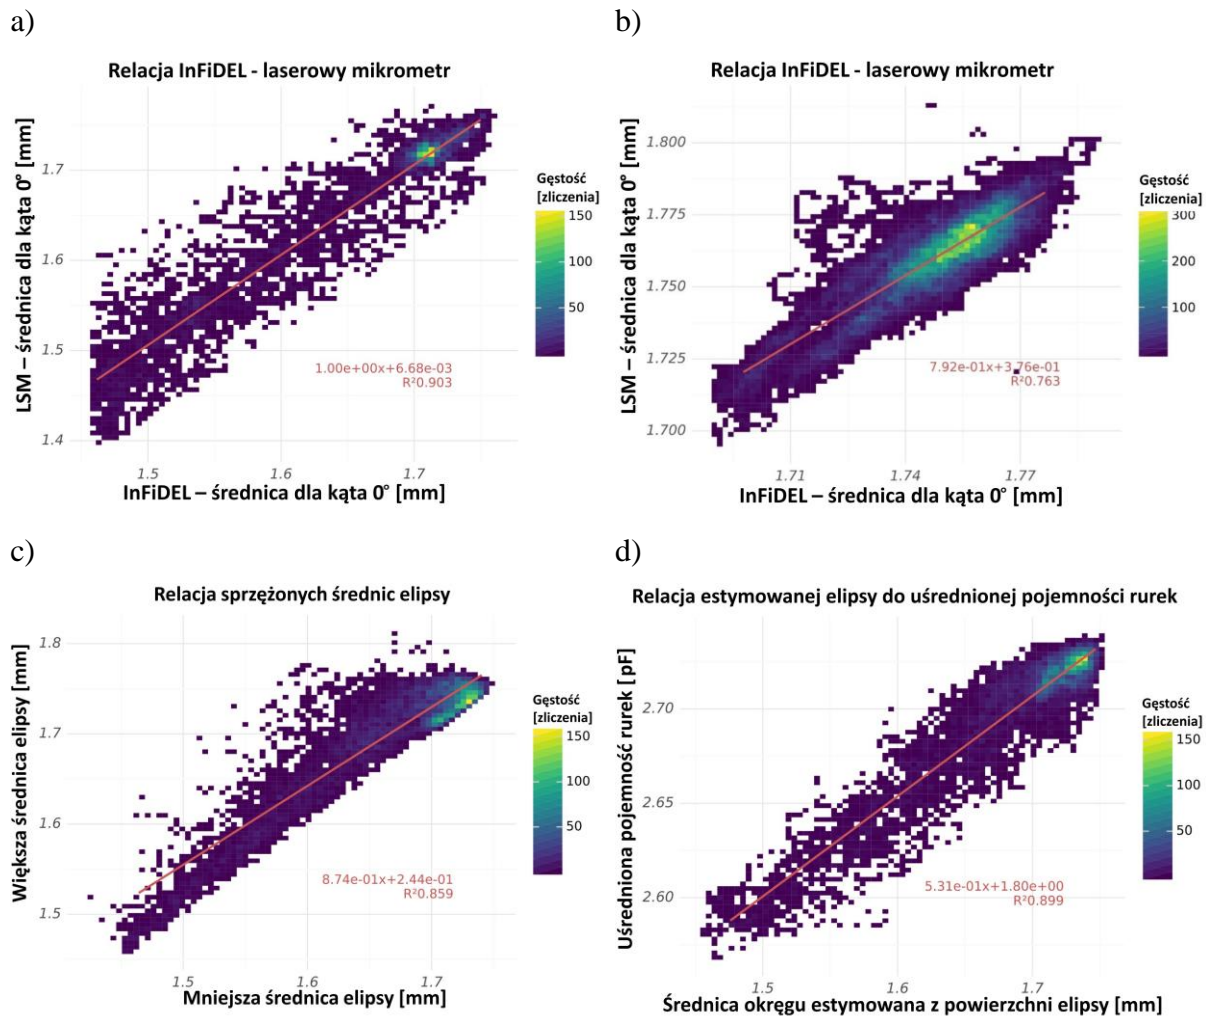 a)
Relacja InFiDEL - laserowy mikrometr
LSM – średnica dla kąta 0° [mm]
1.7
1.6
1.5
1.4
1.5
1.6
1.7
InFiDEL – średnica dla kąta 0° [mm]
1.00e+00x+6.68e-03
R²0.903
Gęstość
[zliczenia]
150
100
50
b)
Relacja InFiDEL - laserowy mikrometr
LSM – średnica dla kąta 0° [mm]
1.800
1.775
1.750
1.725
1.700
1.71
1.74
1.77
InFiDEL – średnica dla kąta 0° [mm]
7.92e-01x+3.76e-01
R²0.763
Gęstość
[zliczenia]
300
200
100
c)
Relacja sprzężonych średnic elipsy
Większa średnica elipsy [mm]
1.8
1.7
1.6
1.5
1.5
1.6
1.7
Mniejsza średnica elipsy [mm]
8.74e-01x+2.44e-01
R²0.859
Gęstość
[zliczenia]
150
100
50
d)
Relacja estymowanej elipsy do uśrednionej pojemności rurek
Uśredniona pojemność rurek [pF]
2.70
2.65
2.60
1.5
1.6
1.7
Średnica okręgu estymowana z powierzchni elipsy [mm]
5.31e-01x+1.80e+00
R²0.899
Gęstość
[zliczenia]
150
100
50